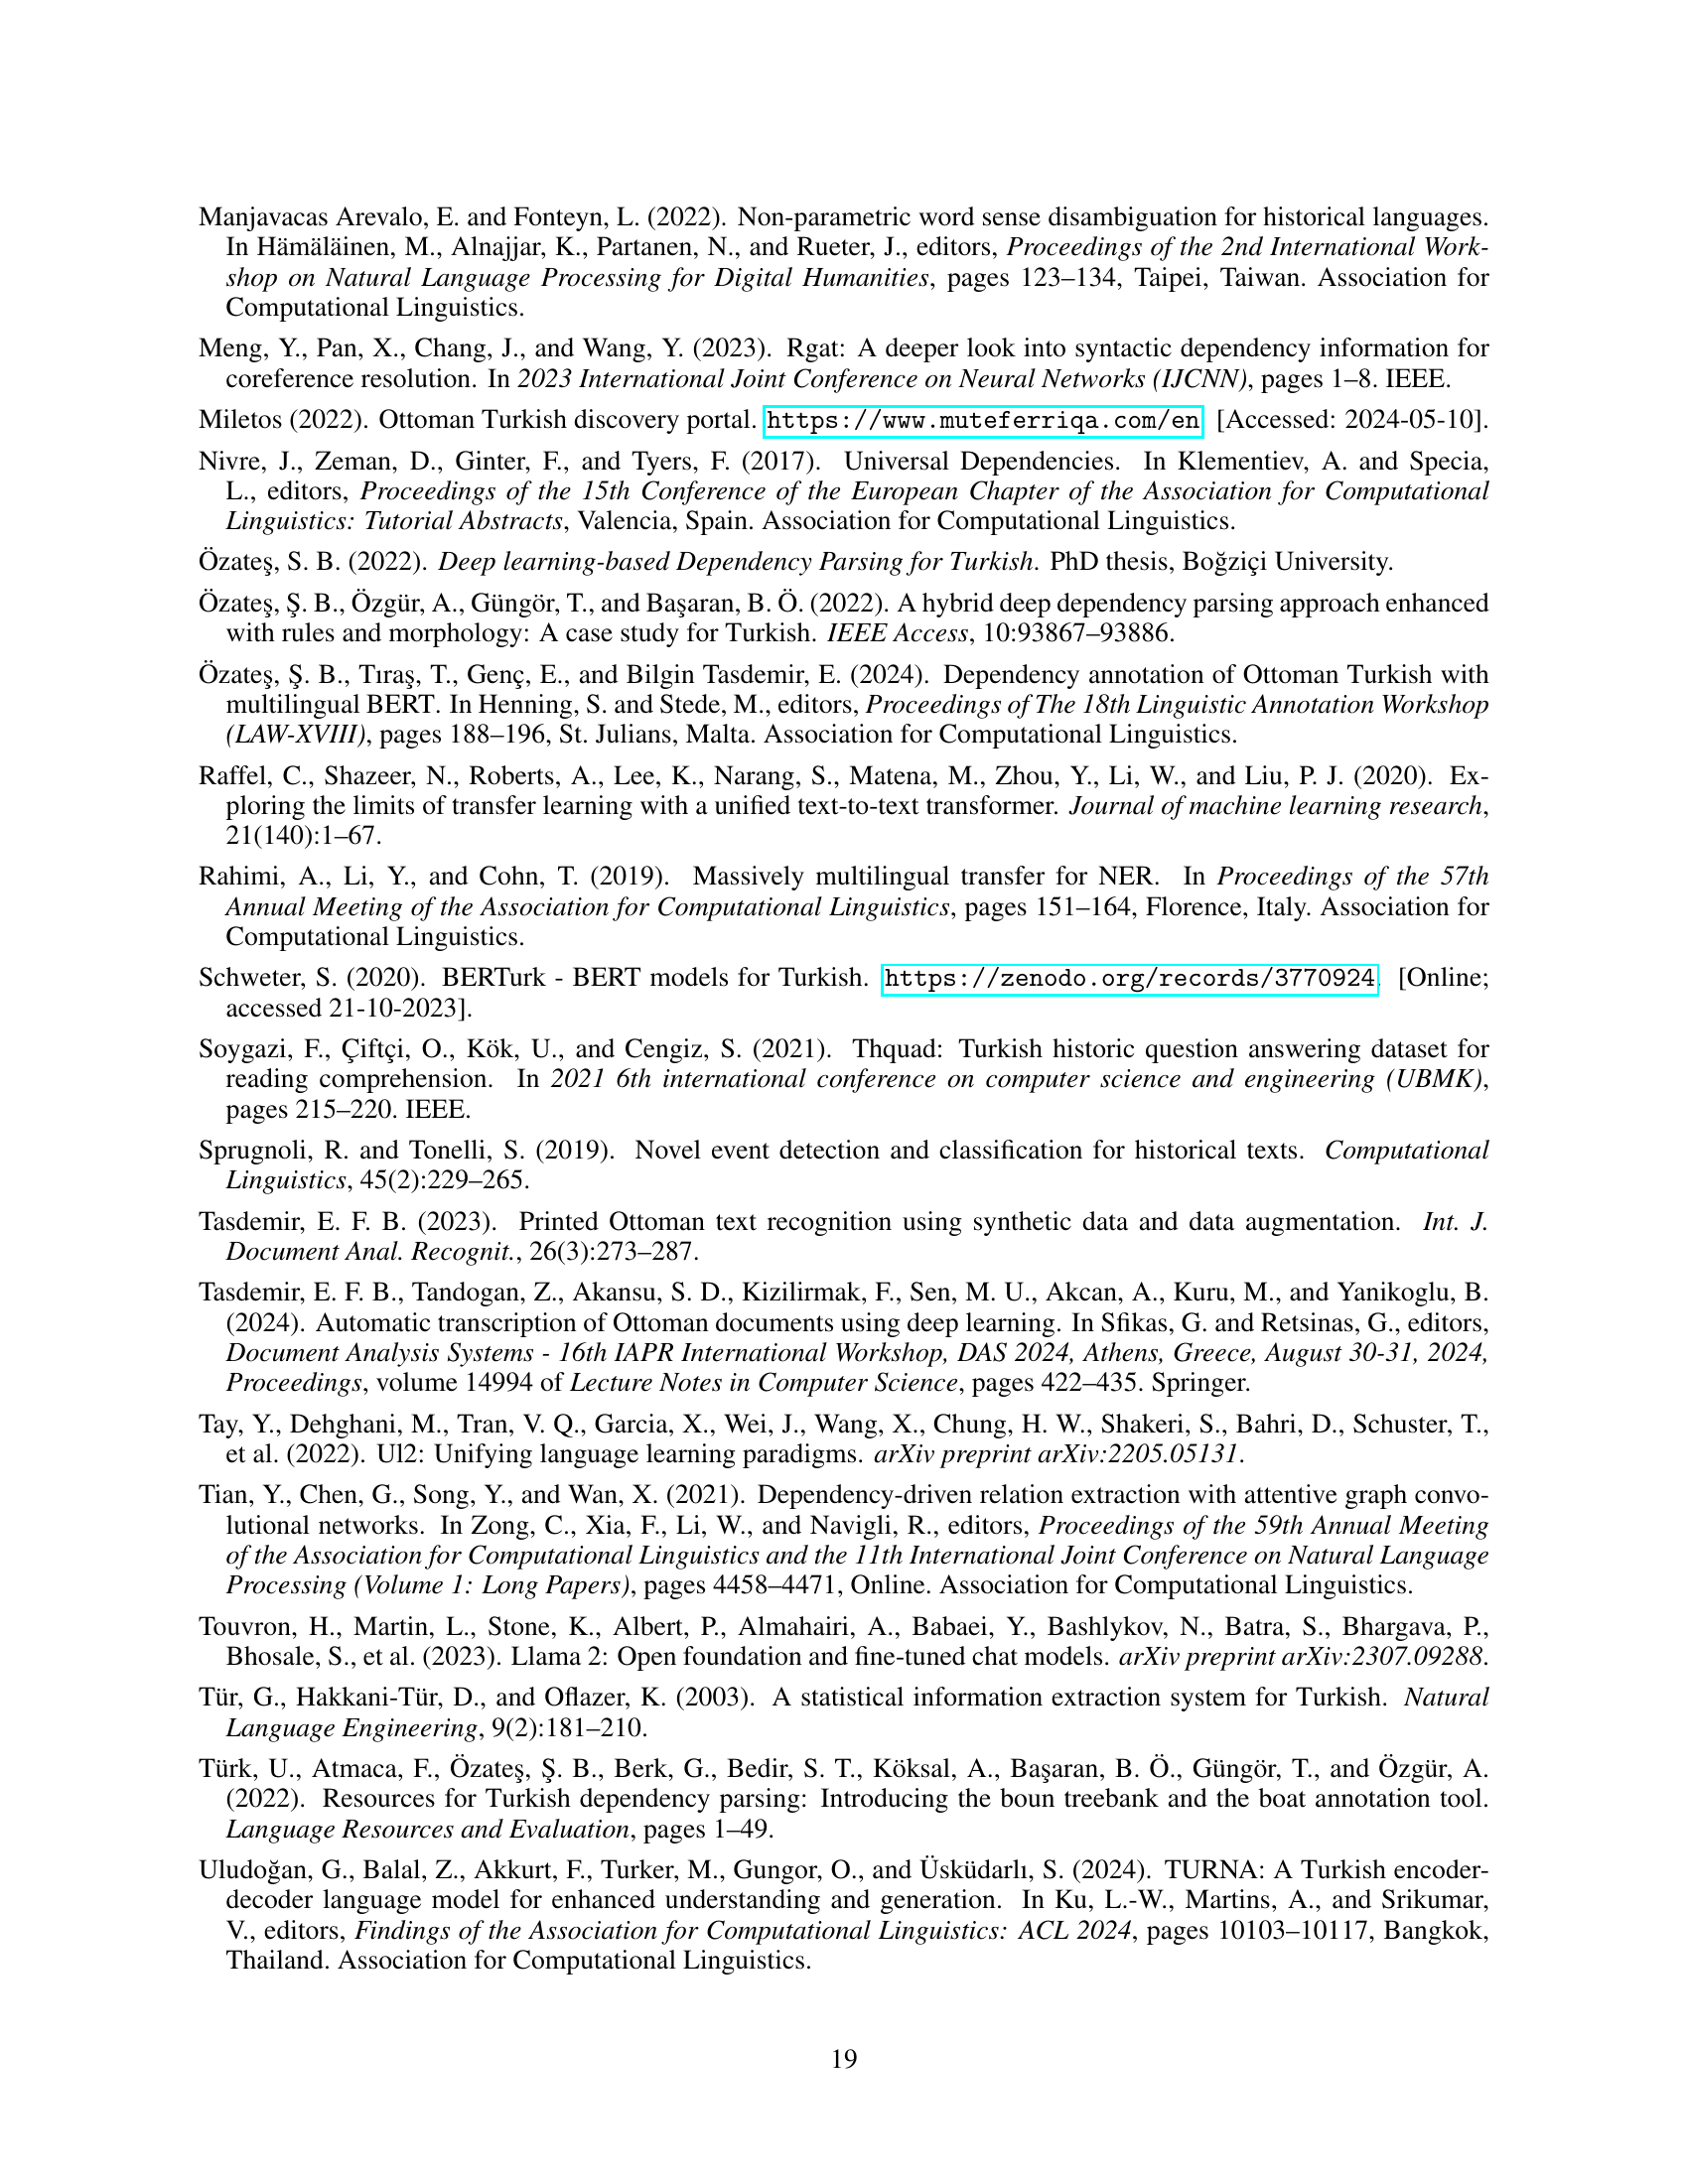 Manjavacas Arevalo, E. and Fonteyn, L. (2022). Non-parametric word sense disambiguation for historical languages.
In Hämäläinen, M., Alnajjar, K., Partanen, N., and Rueter, J., editors, Proceedings of the 2nd International Work-
shop on Natural Language Processing for Digital Humanities, pages 123–134, Taipei, Taiwan. Association for
Computational Linguistics.
Meng, Y., Pan, X., Chang, J., and Wang, Y. (2023). Rgat: A deeper look into syntactic dependency information for
coreference resolution. In 2023 International Joint Conference on Neural Networks (IJCNN), pages 1–8. IEEE.
Miletos (2022). Ottoman Turkish discovery portal. https://www.muteferriqa.com/en. [Accessed: 2024-05-10].
Nivre, J., Zeman, D., Ginter, F., and Tyers, F. (2017). Universal Dependencies. In Klementiev, A. and Specia,
L., editors, Proceedings of the 15th Conference of the European Chapter of the Association for Computational
Linguistics: Tutorial Abstracts, Valencia, Spain. Association for Computational Linguistics.
Özateş, S. B. (2022). Deep learning-based Dependency Parsing for Turkish. PhD thesis, Boğziçi University.
Özateş, Ş. B., Özgür, A., Güngör, T., and Başaran, B. Ö. (2022). A hybrid deep dependency parsing approach enhanced
with rules and morphology: A case study for Turkish. IEEE Access, 10:93867–93886.
Özateş, Ş. B., Tıraş, T., Genç, E., and Bilgin Tasdemir, E. (2024). Dependency annotation of Ottoman Turkish with
multilingual BERT. In Henning, S. and Stede, M., editors, Proceedings of The 18th Linguistic Annotation Workshop
(LAW-XVIII), pages 188–196, St. Julians, Malta. Association for Computational Linguistics.
Raffel, C., Shazeer, N., Roberts, A., Lee, K., Narang, S., Matena, M., Zhou, Y., Li, W., and Liu, P. J. (2020). Ex-
ploring the limits of transfer learning with a unified text-to-text transformer. Journal of machine learning research,
21(140):1–67.
Rahimi, A., Li, Y., and Cohn, T. (2019). Massively multilingual transfer for NER. In Proceedings of the 57th
Annual Meeting of the Association for Computational Linguistics, pages 151–164, Florence, Italy. Association for
Computational Linguistics.
Schweter, S. (2020). BERTurk - BERT models for Turkish. https://zenodo.org/records/3770924. [Online;
accessed 21-10-2023].
Soygazi, F., Çiftçi, O., Kök, U., and Cengiz, S. (2021). Thquad: Turkish historic question answering dataset for
reading comprehension. In 2021 6th international conference on computer science and engineering (UBMK),
pages 215–220. IEEE.
Sprugnoli, R. and Tonelli, S. (2019). Novel event detection and classification for historical texts. Computational
Linguistics, 45(2):229–265.
Tasdemir, E. F. B. (2023). Printed Ottoman text recognition using synthetic data and data augmentation. Int. J.
Document Anal. Recognit., 26(3):273–287.
Tasdemir, E. F. B., Tandogan, Z., Akansu, S. D., Kizilirmak, F., Sen, M. U., Akcan, A., Kuru, M., and Yanikoglu, B.
(2024). Automatic transcription of Ottoman documents using deep learning. In Sfikas, G. and Retsinas, G., editors,
Document Analysis Systems - 16th IAPR International Workshop, DAS 2024, Athens, Greece, August 30-31, 2024,
Proceedings, volume 14994 of Lecture Notes in Computer Science, pages 422–435. Springer.
Tay, Y., Dehghani, M., Tran, V. Q., Garcia, X., Wei, J., Wang, X., Chung, H. W., Shakeri, S., Bahri, D., Schuster, T.,
et al. (2022). Ul2: Unifying language learning paradigms. arXiv preprint arXiv:2205.05131.
Tian, Y., Chen, G., Song, Y., and Wan, X. (2021). Dependency-driven relation extraction with attentive graph convo-
lutional networks. In Zong, C., Xia, F., Li, W., and Navigli, R., editors, Proceedings of the 59th Annual Meeting
of the Association for Computational Linguistics and the 11th International Joint Conference on Natural Language
Processing (Volume 1: Long Papers), pages 4458–4471, Online. Association for Computational Linguistics.
Touvron, H., Martin, L., Stone, K., Albert, P., Almahairi, A., Babaei, Y., Bashlykov, N., Batra, S., Bhargava, P.,
Bhosale, S., et al. (2023). Llama 2: Open foundation and fine-tuned chat models. arXiv preprint arXiv:2307.09288.
Tür, G., Hakkani-Tür, D., and Oflazer, K. (2003). A statistical information extraction system for Turkish. Natural
Language Engineering, 9(2):181–210.
Türk, U., Atmaca, F., Özateş, Ş. B., Berk, G., Bedir, S. T., Köksal, A., Başaran, B. Ö., Güngör, T., and Özgür, A.
(2022). Resources for Turkish dependency parsing: Introducing the boun treebank and the boat annotation tool.
Language Resources and Evaluation, pages 1–49.
Uludoğan, G., Balal, Z., Akkurt, F., Turker, M., Gungor, O., and Üsküdarlı, S. (2024). TURNA: A Turkish encoder-
decoder language model for enhanced understanding and generation. In Ku, L.-W., Martins, A., and Srikumar,
V., editors, Findings of the Association for Computational Linguistics: ACL 2024, pages 10103–10117, Bangkok,
Thailand. Association for Computational Linguistics.
19